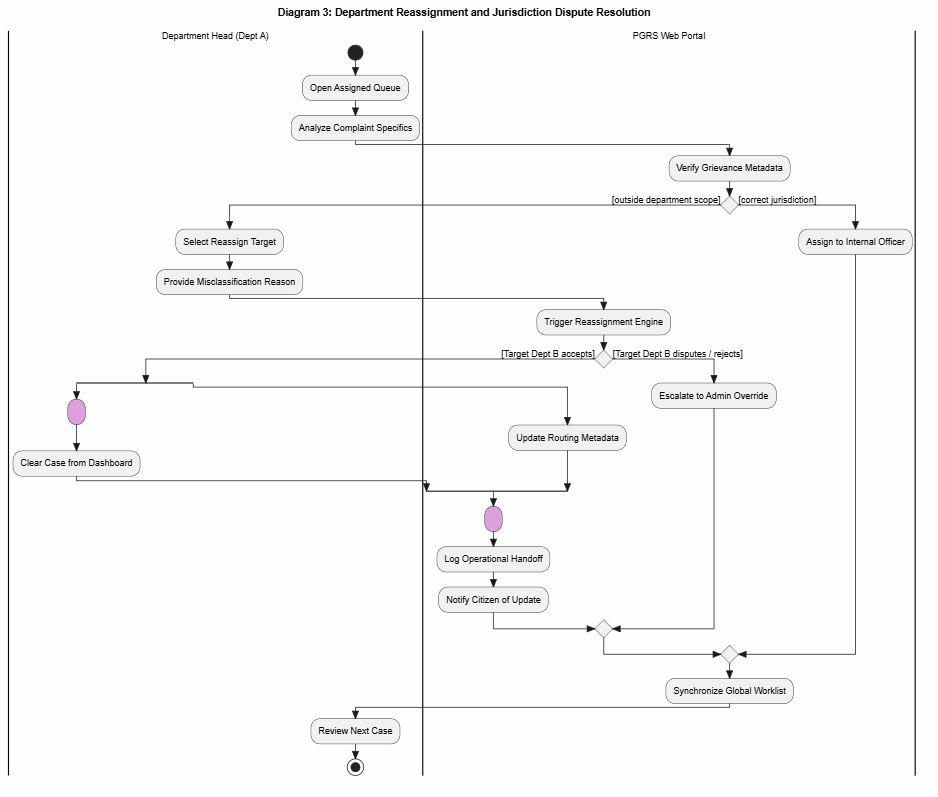 Diagram 3: Department Reassignment and Jurisdiction Dispute Resolution
Department Head (Dept A)
PGRS Web Portal
Open Assigned Queue
Analyze Complaint Specifics
Verify Grievance Metadata
[outside department scope]
[correct jurisdiction]
Select Reassign Target
Assign to Internal Officer
Provide Misclassification Reason
Trigger Reassignment Engine
[Target Dept B accepts]
[Target Dept B disputes / rejects]
Escalate to Admin Override
Update Routing Metadata
Clear Case from Dashboard
Log Operational Handoff
Notify Citizen of Update
Synchronize Global Worklist
Review Next Case